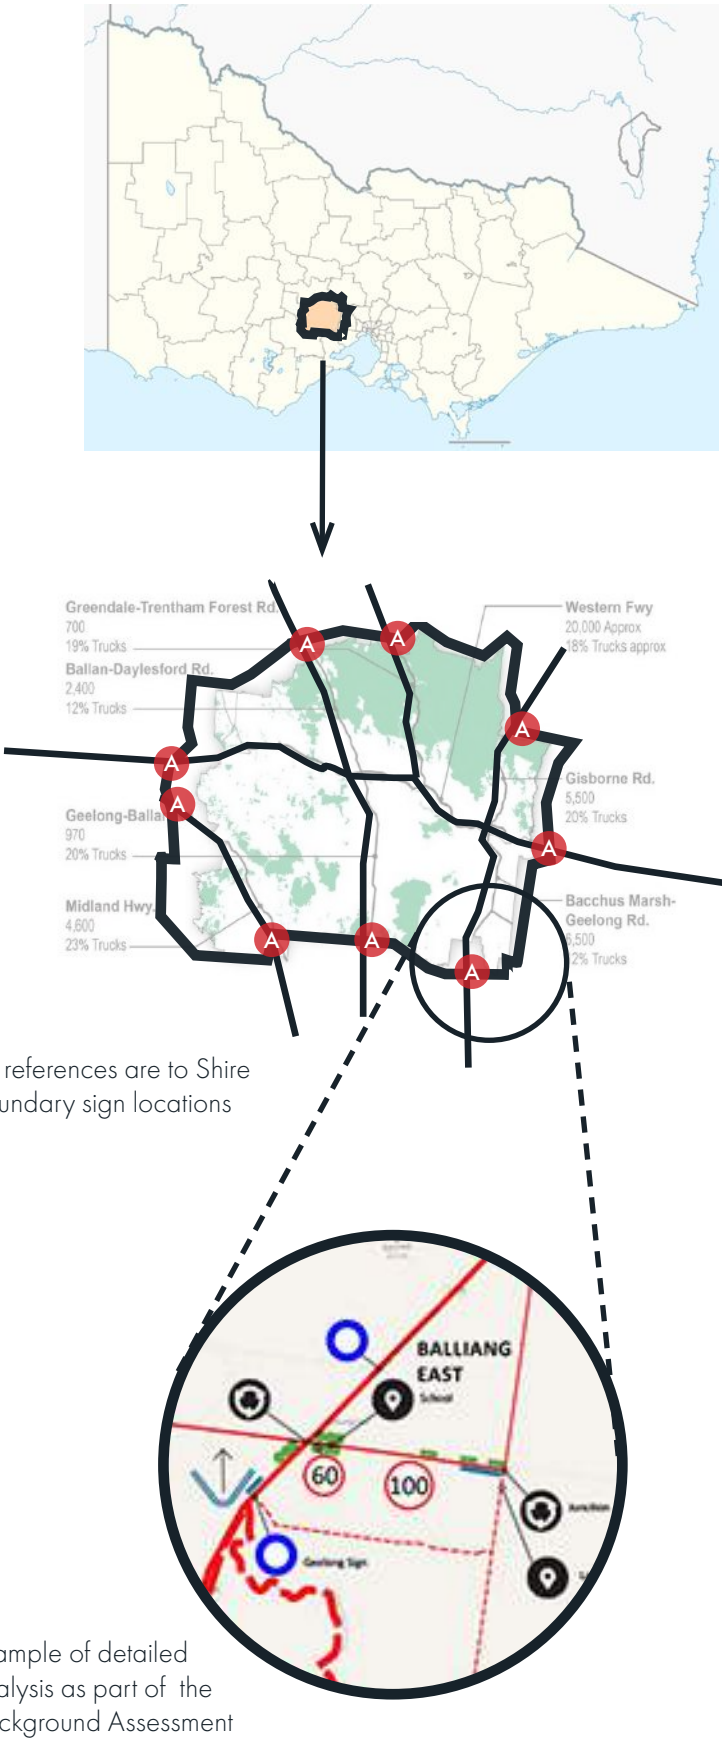 Greendale-Trentham Forest Rd.
700
19% Trucks
Ballan-Daylesford Rd.
2,400
12% Trucks
Western Fwy
20,000 Approx
18% Trucks approx
A
A
A
A
A
Gisborne Rd.
5,500
20% Trucks
Geelong-Balla
970
20% Trucks
A
Midland Hwy.
4,600
23% Trucks
Bacchus Marsh-
Geelong Rd.
6,500
2% Trucks
A
A
A
references are to Shire
undary sign locations
BALLIANG
EAST
School
60
100
Junction
Geelong Sign
ample of detailed
alysis as part of the
ckground Assessment